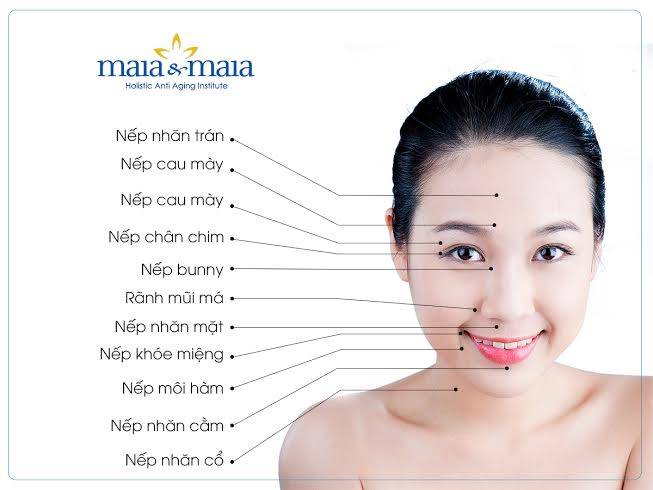 maia & maia
Holistic Anti Aging Institute
Nếp nhăn trán
Nếp cau mày
Nếp cau mày
Nếp chân chim
Nếp bunny
Rãnh mũi má
Nếp nhăn mặt
Nếp khóe miệng
Nếp môi hàm
Nếp nhăn cằm
Nếp nhăn cổ